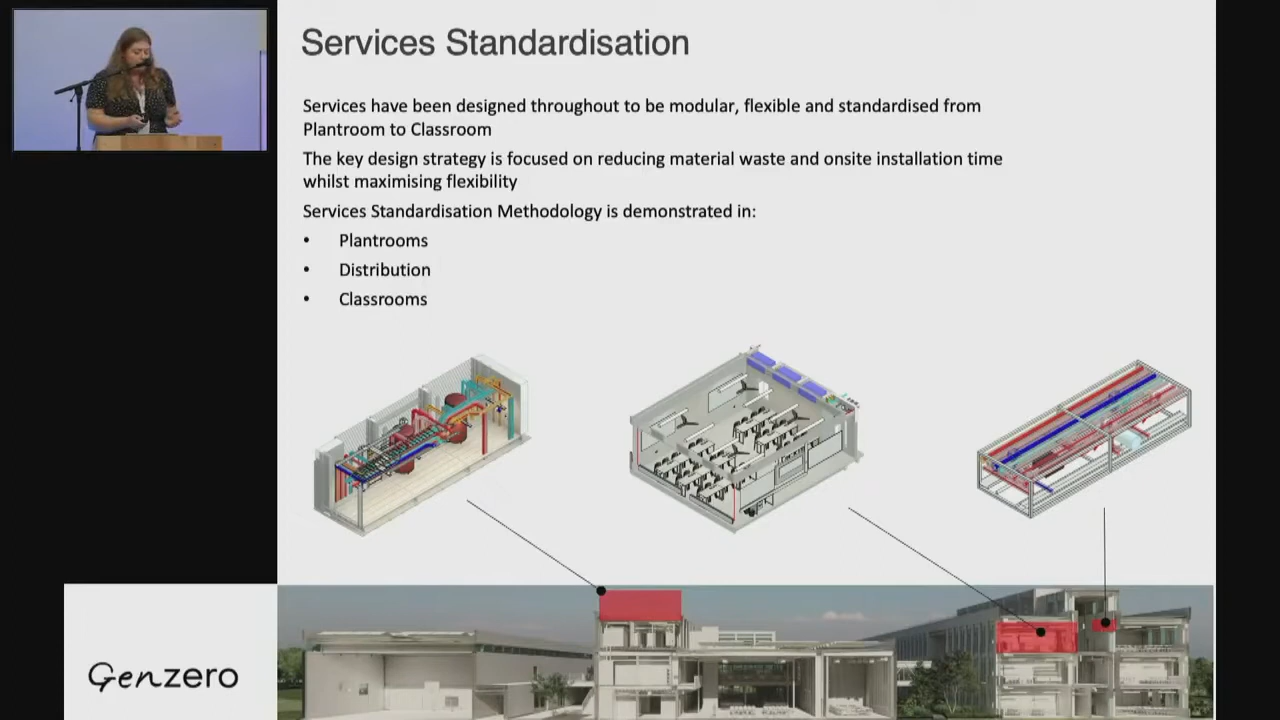 Services Standardisation
Services have been designed throughout to be modular, flexible and standardised from
Plantroom to Classroom
The key design strategy is focused on reducing material waste and onsite installation time
whilst maximising flexibility
Services Standardisation Methodology is demonstrated in:
• Plantrooms
• Distribution
• Classrooms
Genzero